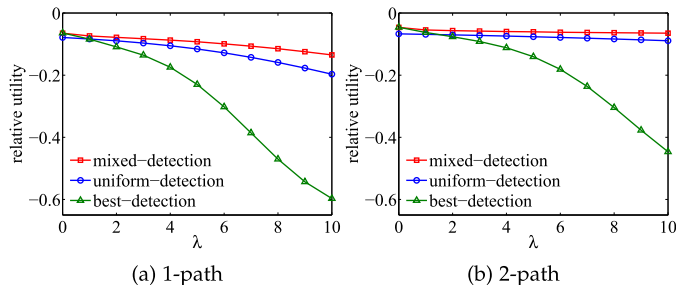 relative utility
0
−0.2
−0.4
−0.6
mixed−detection
uniform−detection
best−detection
0 2 4 6 8 10
λ
(a) 1-path
relative utility
0
−0.2
−0.4
−0.6
mixed−detection
uniform−detection
best−detection
0 2 4 6 8 10
λ
(b) 2-path